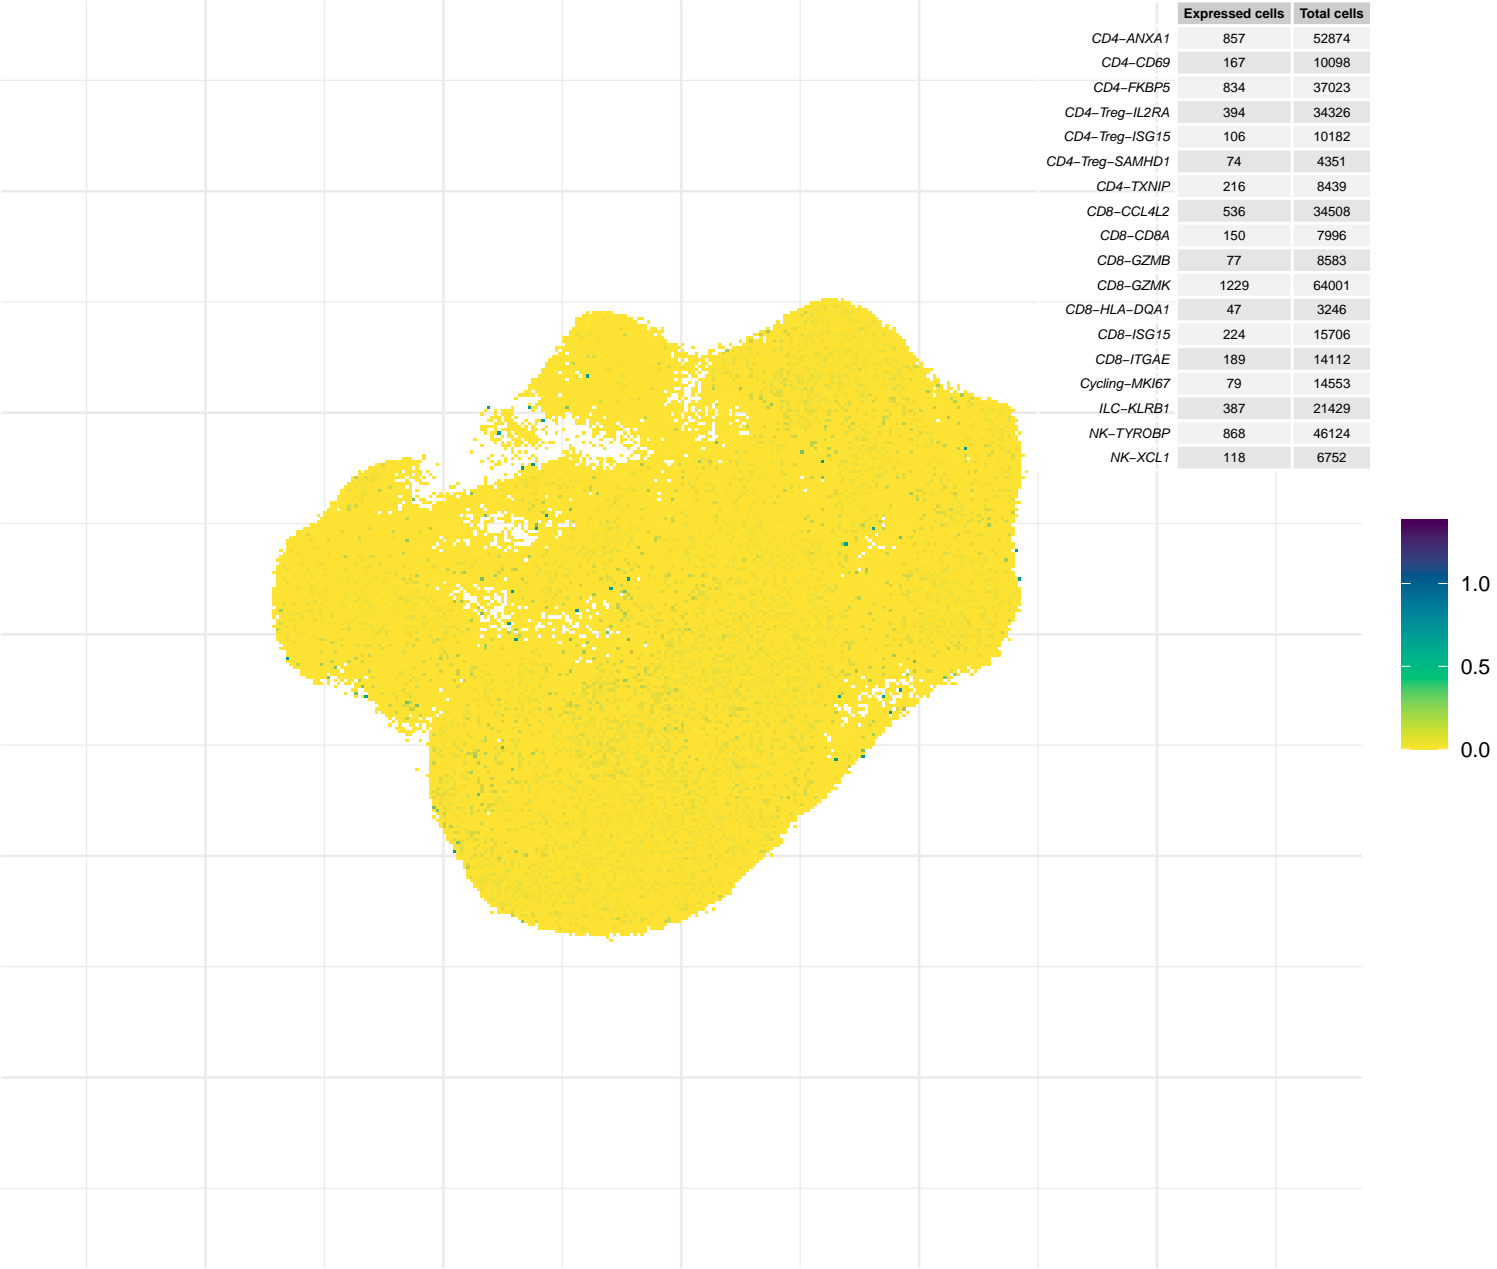 Expressed cells Total cells
CD4−ANXA1 857 52874
CD4−CD69 167 10098
CD4−FKBP5 834 37023
CD4−Treg−IL2RA 394 34326
CD4−Treg−ISG15 106 10182
CD4−Treg−SAMHD1 74 4351
CD4−TXNIP 216 8439
CD8−CCL4L2 536 34508
CD8−CD8A 150 7996
CD8−GZMB 77 8583
CD8−GZMK 1229 64001
CD8−HLA−DQA1 47 3246
CD8−ISG15 224 15706
CD8−ITGAE 189 14112
Cycling−MKI67 79 14553
ILC−KLRB1 387 21429
NK−TYROBP 868 46124
NK−XCL1 118 6752
1.0
0.5
0.0